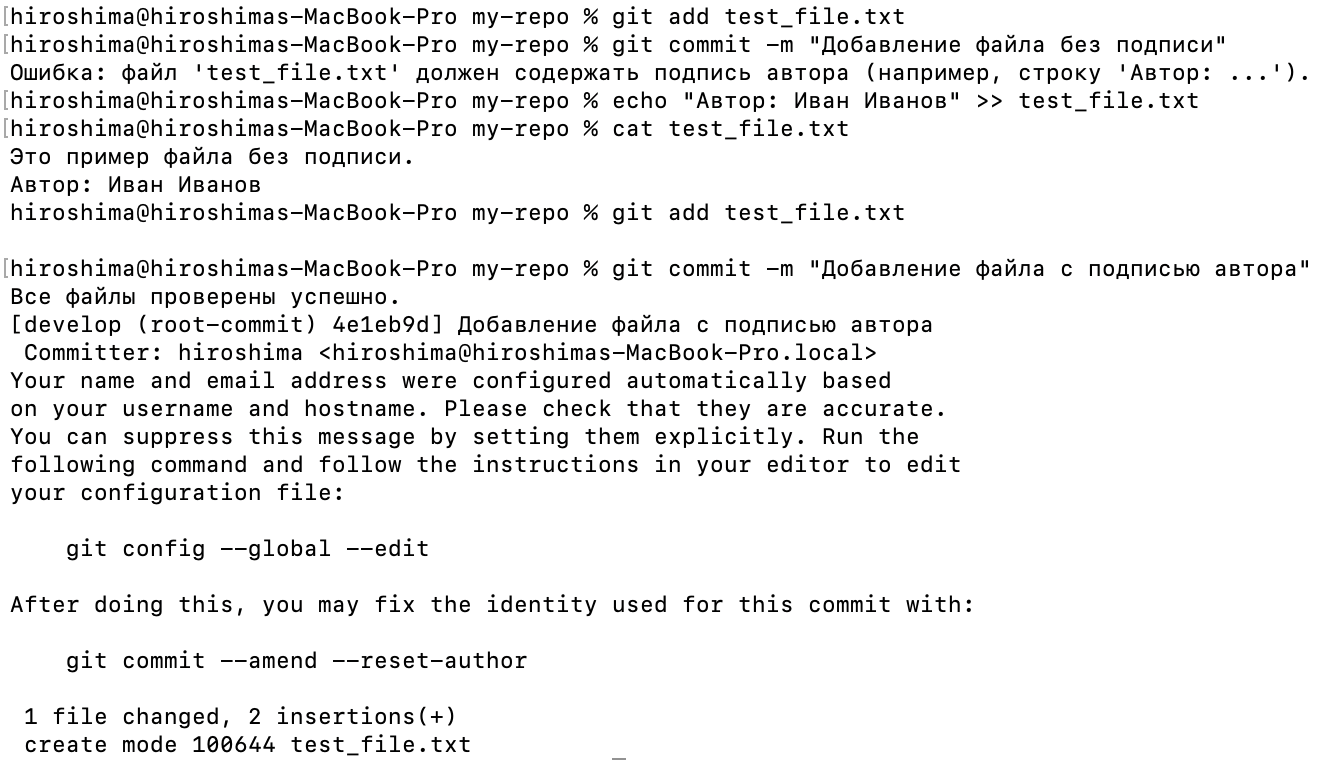 [hiroshima@hiroshimas-MacBook-Pro my-repo % git add test_file.txt
[hiroshima@hiroshimas-MacBook-Pro my-repo % git commit -m "Добавление файла без подписи"
Ошибка: файл 'test_file.txt' должен содержать подпись автора (например, строку 'Автор: ...').
[hiroshima@hiroshimas-MacBook-Pro my-repo % echo "Автор: Иван Иванов" >> test_file.txt
[hiroshima@hiroshimas-MacBook-Pro my-repo % cat test_file.txt
Это пример файла без подписи.
Автор: Иван Иванов
hiroshima@hiroshimas-MacBook-Pro my-repo % git add test_file.txt
[hiroshima@hiroshimas-MacBook-Pro my-repo % git commit -m "Добавление файла с подписью автора"
Все файлы проверены успешно.
[develop (root-commit) 4e1eb9d] Добавление файла с подписью автора
Committer: hiroshima <hiroshima@hiroshimas-MacBook-Pro.local>
Your name and email address were configured automatically based
on your username and hostname. Please check that they are accurate.
You can suppress this message by setting them explicitly. Run the
following command and follow the instructions in your editor to edit
your configuration file:
git config --global --edit
After doing this, you may fix the identity used for this commit with:
git commit --amend --reset-author
1 file changed, 2 insertions(+)
create mode 100644 test_file.txt